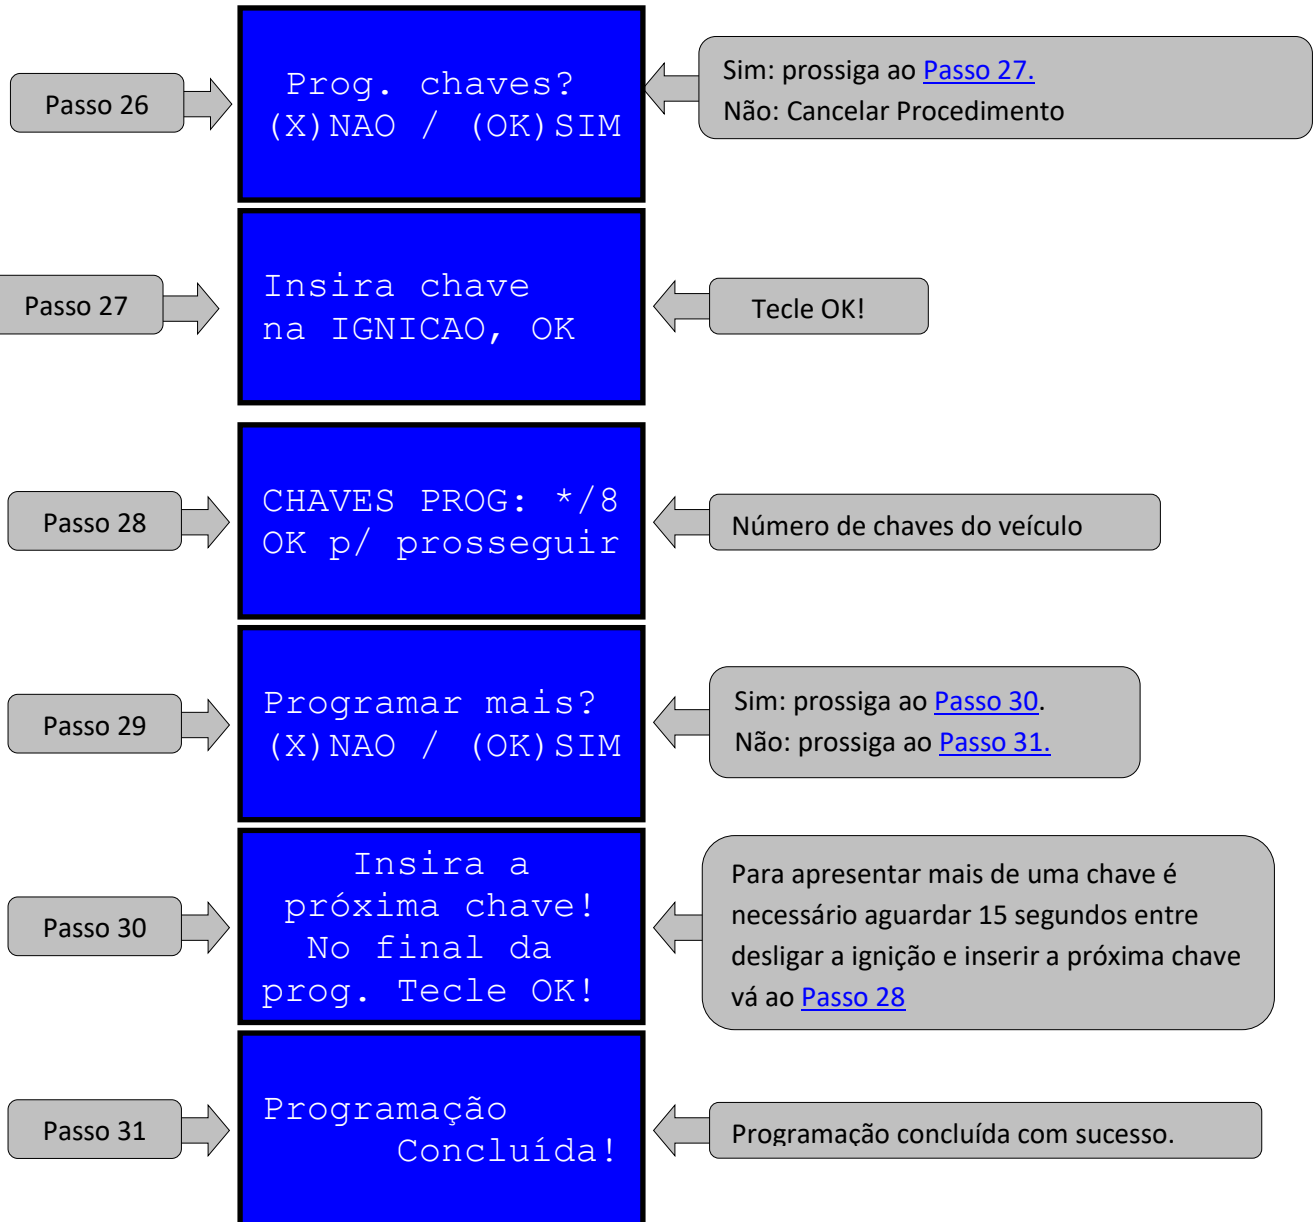 Passo 26
Prog. chaves?
(X)NAO / (OK)SIM
Sim: prossiga ao Passo 27.
Não: Cancelar Procedimento
Passo 27
Insira chave
na IGNICAO, OK
Tecle OK!
Passo 28
CHAVES PROG: */8
OK p/ prosseguir
Número de chaves do veículo
Passo 29
Programar mais?
(X)NAO / (OK)SIM
Sim: prossiga ao Passo 30.
Não: prossiga ao Passo 31.
Passo 30
Insira a
próxima chave!
No final da
prog. Tecle OK!
Para apresentar mais de uma chave é
necessário aguardar 15 segundos entre
desligar a ignição e inserir a próxima chave
vá ao Passo 28
Passo 31
Programação
Concluída!
Programação concluída com sucesso.